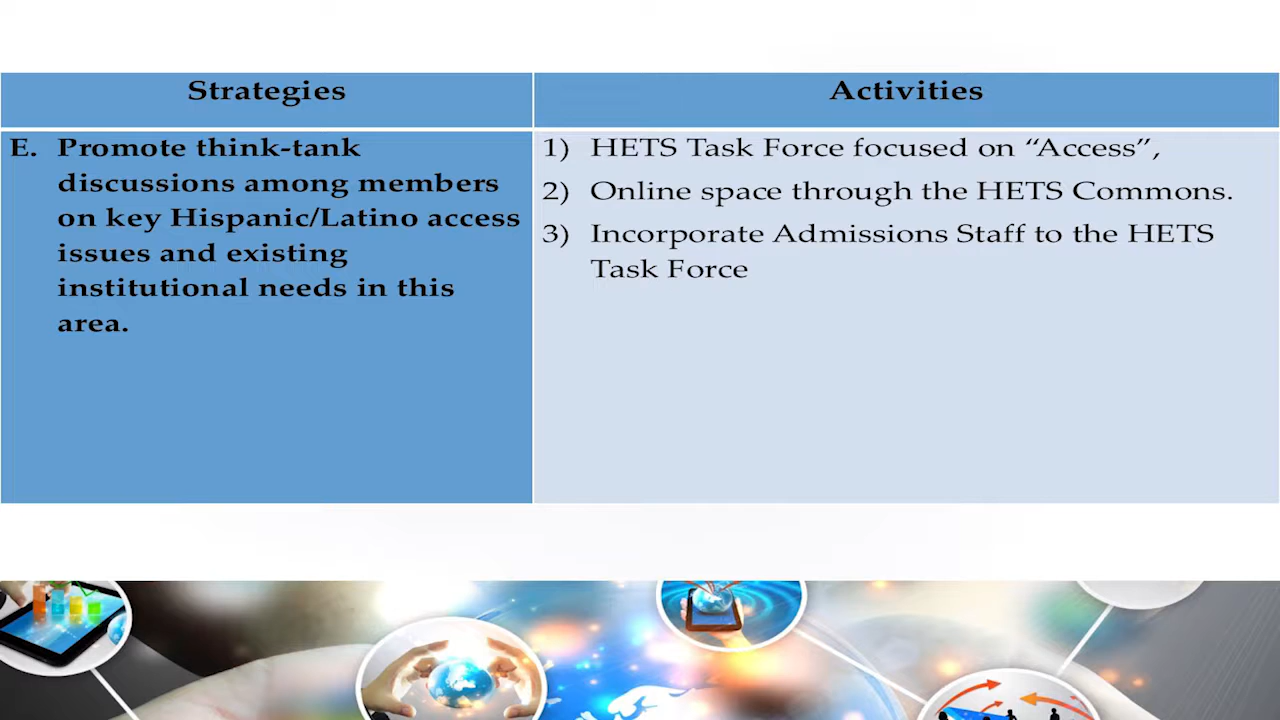 Strategies
Activities
E. Promote think-tank
discussions among members
on key Hispanic/Latino access
issues and existing
institutional needs in this
area.
1) HETS Task Force focused on “Access”,
2) Online space through the HETS Commons.
3) Incorporate Admissions Staff to the HETS
Task Force